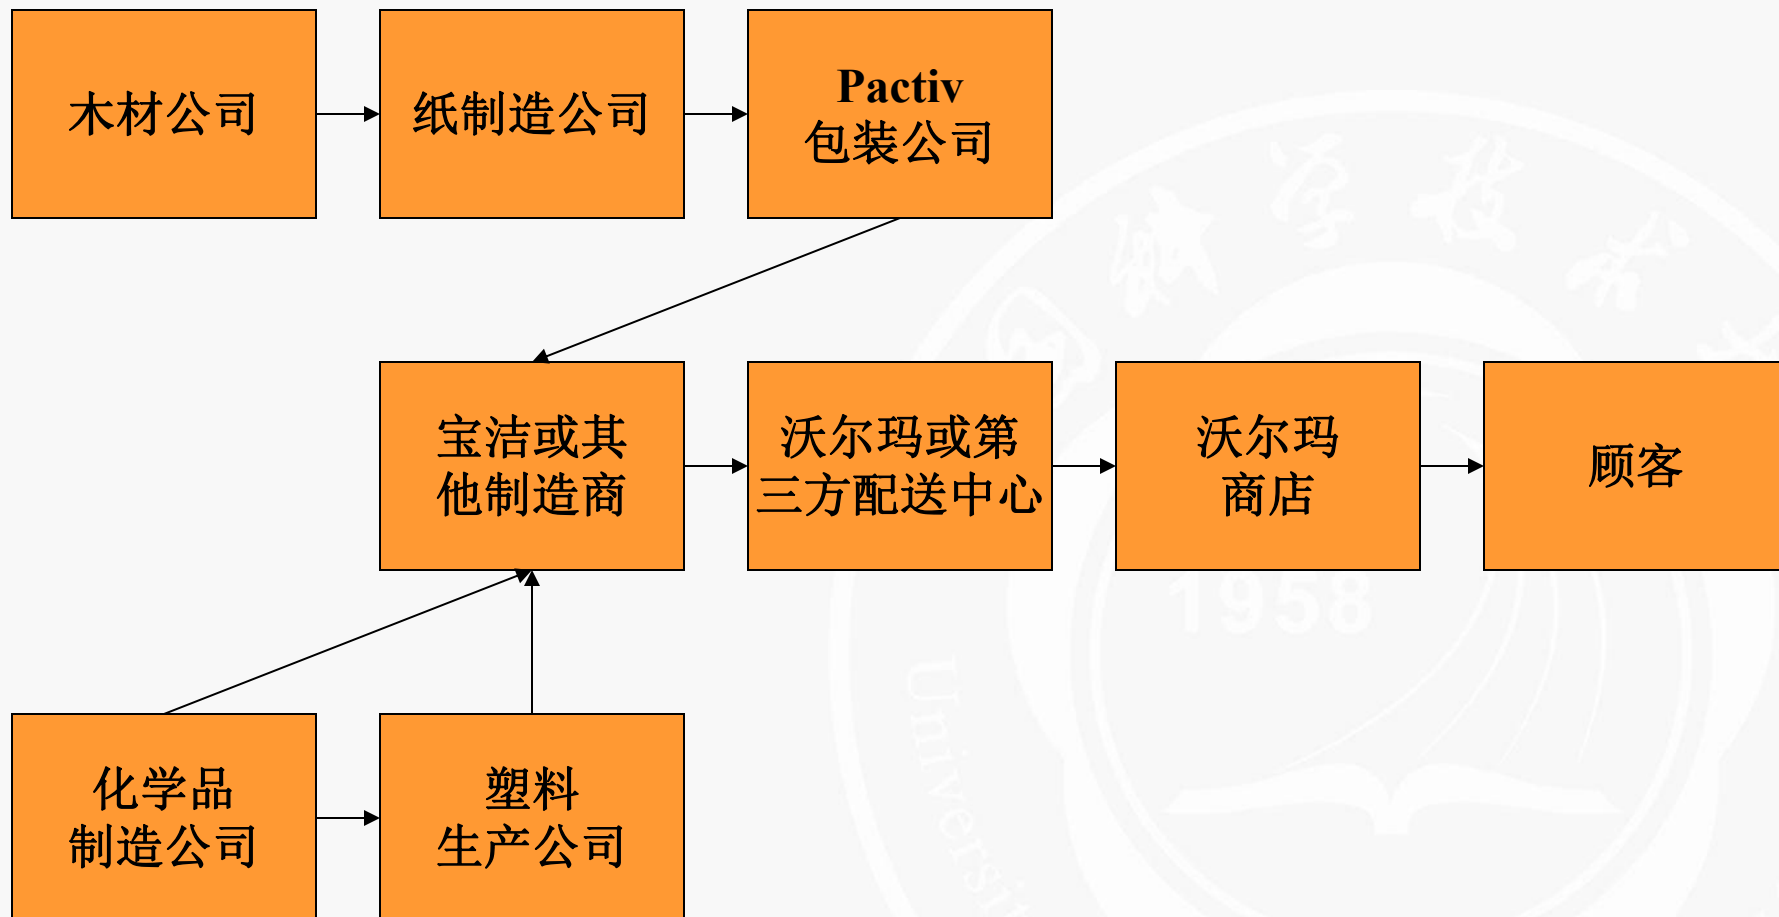 木材公司
纸制造公司
Pactiv
包装公司
宝洁或其
他制造商
沃尔玛或第
三方配送中心
沃尔玛
商店
顾客
化学品
制造公司
塑料
生产公司
1958